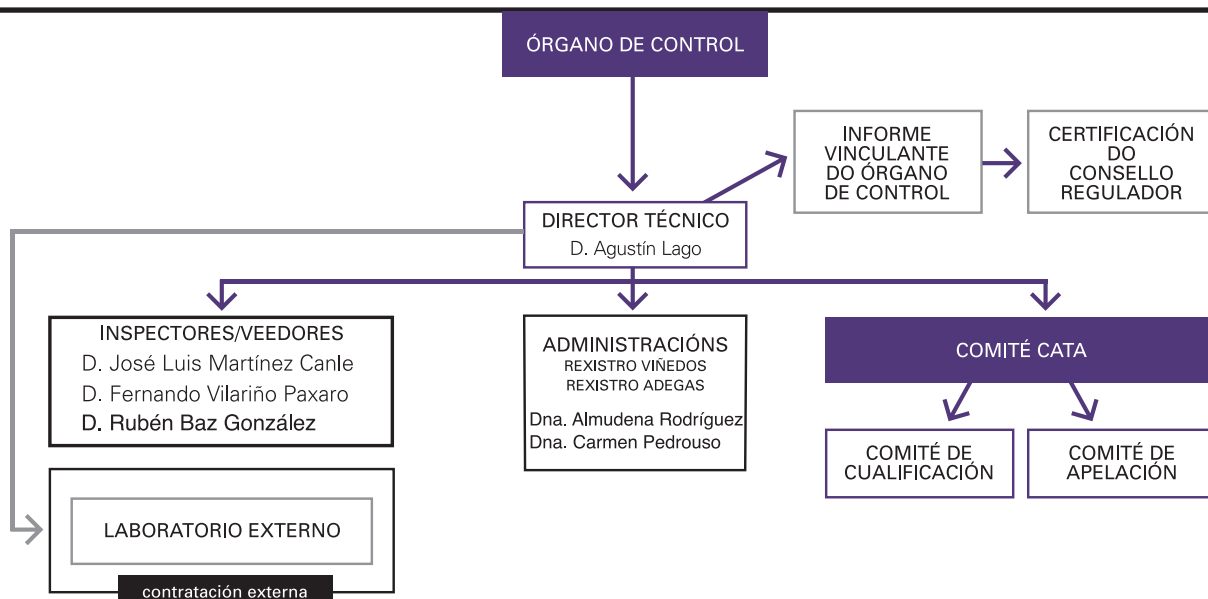 ÓRGANO DE CONTROL
INFORME
VINCULANTE
DO ÓRGANO
DE CONTROL
CERTIFICACIÓN
DO
CONSELLO
REGULADOR
DIRECTOR TÉCNICO
D. Agustín Lago
INSPECTORES/VEEDORES
D. José Luis Martínez Canle
D. Fernando Vilariño Paxaro
D. Rubén Baz González
ADMINISTRACIÓNS
REXISTRO VIÑEDOS
REXISTRO ADEGAS
Dna. Almudena Rodríguez
Dna. Carmen Pedrouso
COMITÉ CATA
COMITÉ DE
CUALIFICACIÓN
COMITÉ DE
APELACIÓN
LABORATORIO EXTERNO
contratación externa